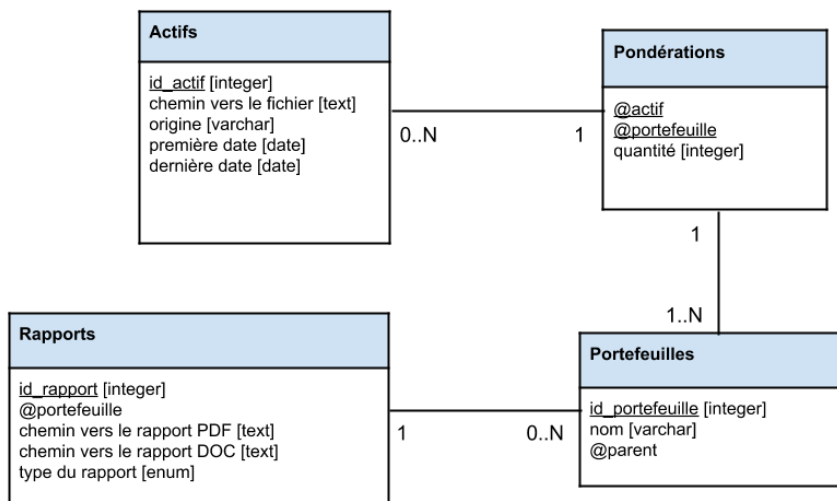 Actifs
id_actif [integer]
chemin vers le fichier [text]
origine [varchar]
première date [date]
dernière date [date]
0..N
1
Pondérations
@actif
@portefeuille
quantité [integer]
1
1..N
Rapports
id_rapport [integer]
@portefeuille
chemin vers le rapport PDF [text]
chemin vers le rapport DOC [text]
type du rapport [enum]
1
0..N
Portefeuilles
id_portefeuille [integer]
nom [varchar]
@parent